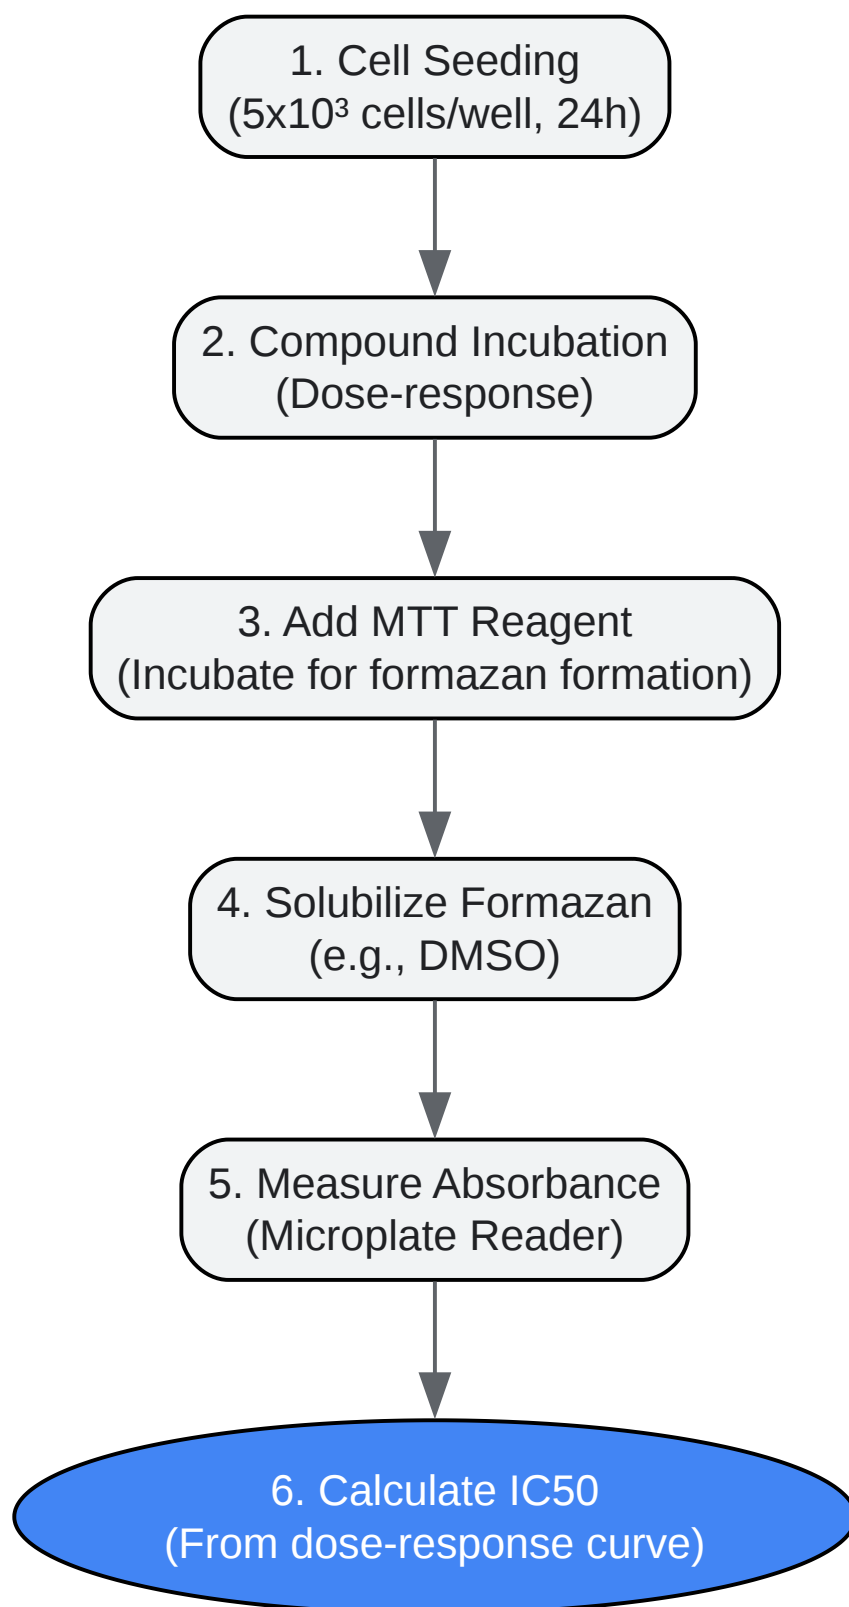 1. Cell Seeding
(5x10³ cells/well, 24h)
2. Compound Incubation
(Dose-response)
3. Add MTT Reagent
(Incubate for formazan formation)
4. Solubilize Formazan
(e.g., DMSO)
5. Measure Absorbance
(Microplate Reader)
6. Calculate IC50
(From dose-response curve)